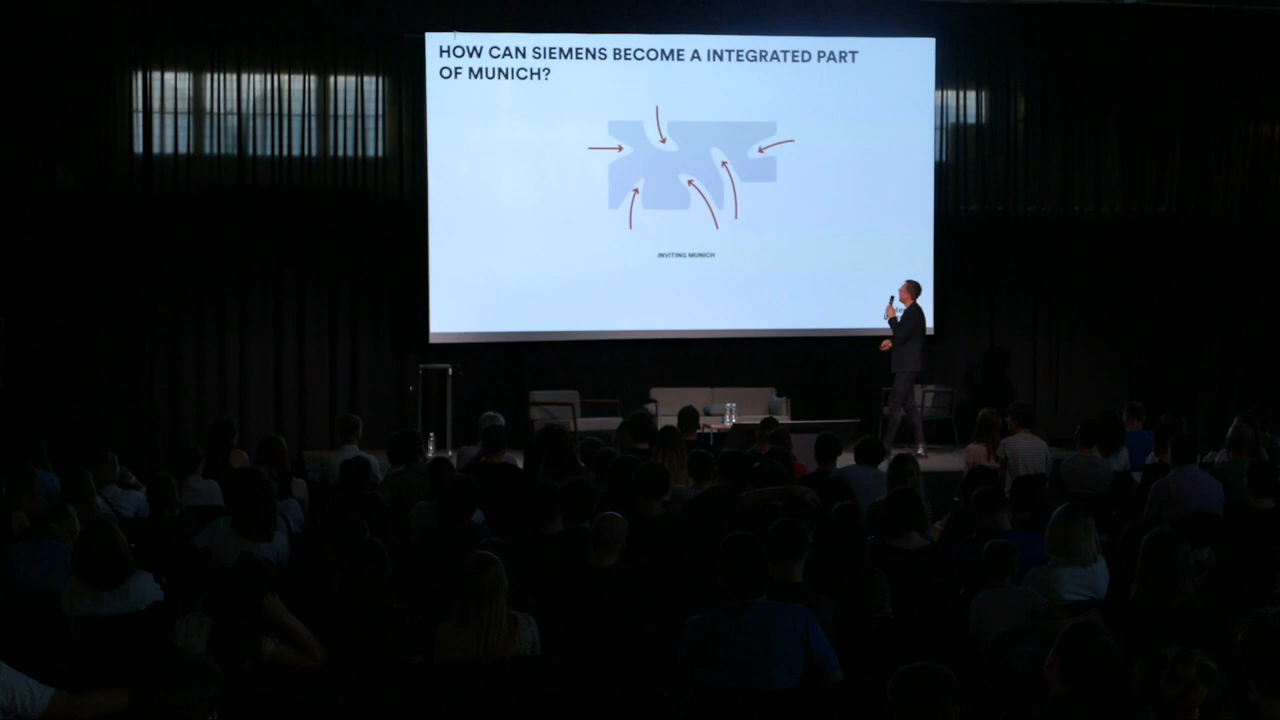 HOW CAN SIEMENS BECOME A INTEGRATED PART
OF MUNICH?
INVITING MUNICH